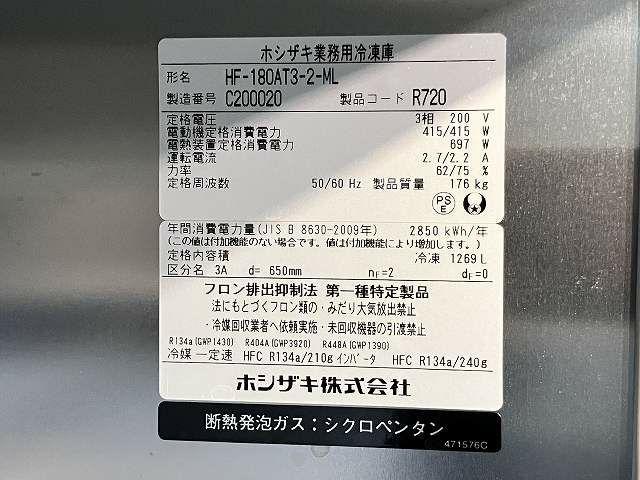 ホシザキ業務用冷凍庫
形名 HF-180AT3-2-ML
製造番号 C200020 製品コード R720
定格電圧 3相 200 V
電動機定格消費電力 415/415 W
電熱装置定格消費電力 697 W
運転電流 2.7/2.2 A
力率 62/75 %
定格周波数 50/60 Hz 製品質量 176 kg
PS
E
年間消費電力量(JIS B 8630-2009年) 2850 kWh/年
(この値は付加機能のない場合です。値は付加機能により増加します。)
定格内容積 冷凍 1269 L
区分名 3A d= 650mm nF=2 dF=0
フロン排出抑制法 第一種特定製品
法にもとづくフロン類の・みだり大気放出禁止
・冷媒回収業者へ依頼実施・未回収機器の引渡禁止
R134a(GWP1430) R404A(GWP3920) R448A(GWP1390)
冷媒 一定速 HFC R134a/210g インバータ HFC R134a/240g
ホシザキ株式会社
断熱発泡ガス：シクロペンタン
471576C